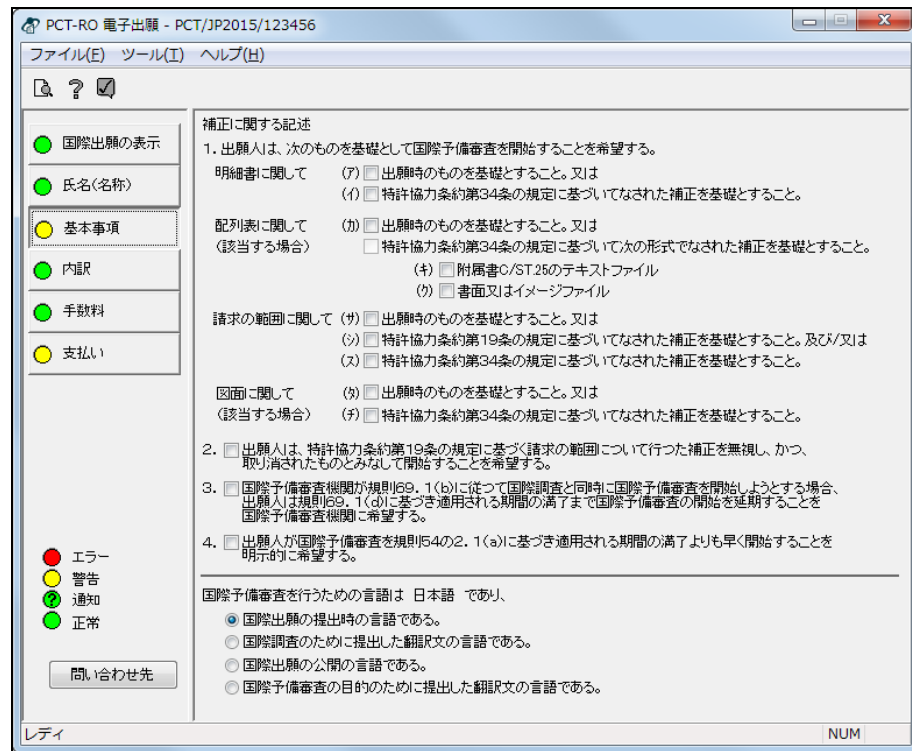 PCT-RO 電子出願 - PCT/JP2015/123456
ファイル(F) ツール(T) ヘルプ(H)
国際出願の表示
氏名(名称)
基本事項
内訳
手数料
支払い
エラー
警告
通知
正常
問い合わせ先
補正に関する記述
1. 出願人は、次のものを基礎として国際予備審査を開始することを希望する。
明細書に関して (ア) 出願時のものを基礎とすること。又は
(イ) 特許協力条約第34条の規定に基づいてなされた補正を基礎とすること。
配列表に関して (カ) 出願時のものを基礎とすること。又は
(該当する場合) 特許協力条約第34条の規定に基づいて次の形式でなされた補正を基礎とすること。
(キ) 附属書C/ST.25のテキストファイル
(ク) 書面又はイメージファイル
請求の範囲に関して (サ) 出願時のものを基礎とすること。又は
(シ) 特許協力条約第19条の規定に基づいてなされた補正を基礎とすること。及び/又は
(ス) 特許協力条約第34条の規定に基づいてなされた補正を基礎とすること。
図面に関して (タ) 出願時のものを基礎とすること。又は
(該当する場合) (チ) 特許協力条約第34条の規定に基づいてなされた補正を基礎とすること。
2. 出願人は、特許協力条約第19条の規定に基づく請求の範囲について行つた補正を無視し、かつ、
取り消されたものとみなして開始することを希望する。
3. 国際予備審査機関が規則69. 1(b)に従つて国際調査と同時に国際予備審査を開始しようとする場合、
出願人は規則69. 1(d)に基づき適用される期間の満了まで国際予備審査の開始を延期することを
国際予備審査機関に希望する。
4. 出願人が国際予備審査を規則54の2. 1(a)に基づき適用される期間の満了よりも早く開始することを
明示的に希望する。
国際予備審査を行うための言語は 日本語 であり、
国際出願の提出時の言語である。
国際調査のために提出した翻訳文の言語である。
国際出願の公開の言語である。
国際予備審査の目的のために提出した翻訳文の言語である。
レディ NUM